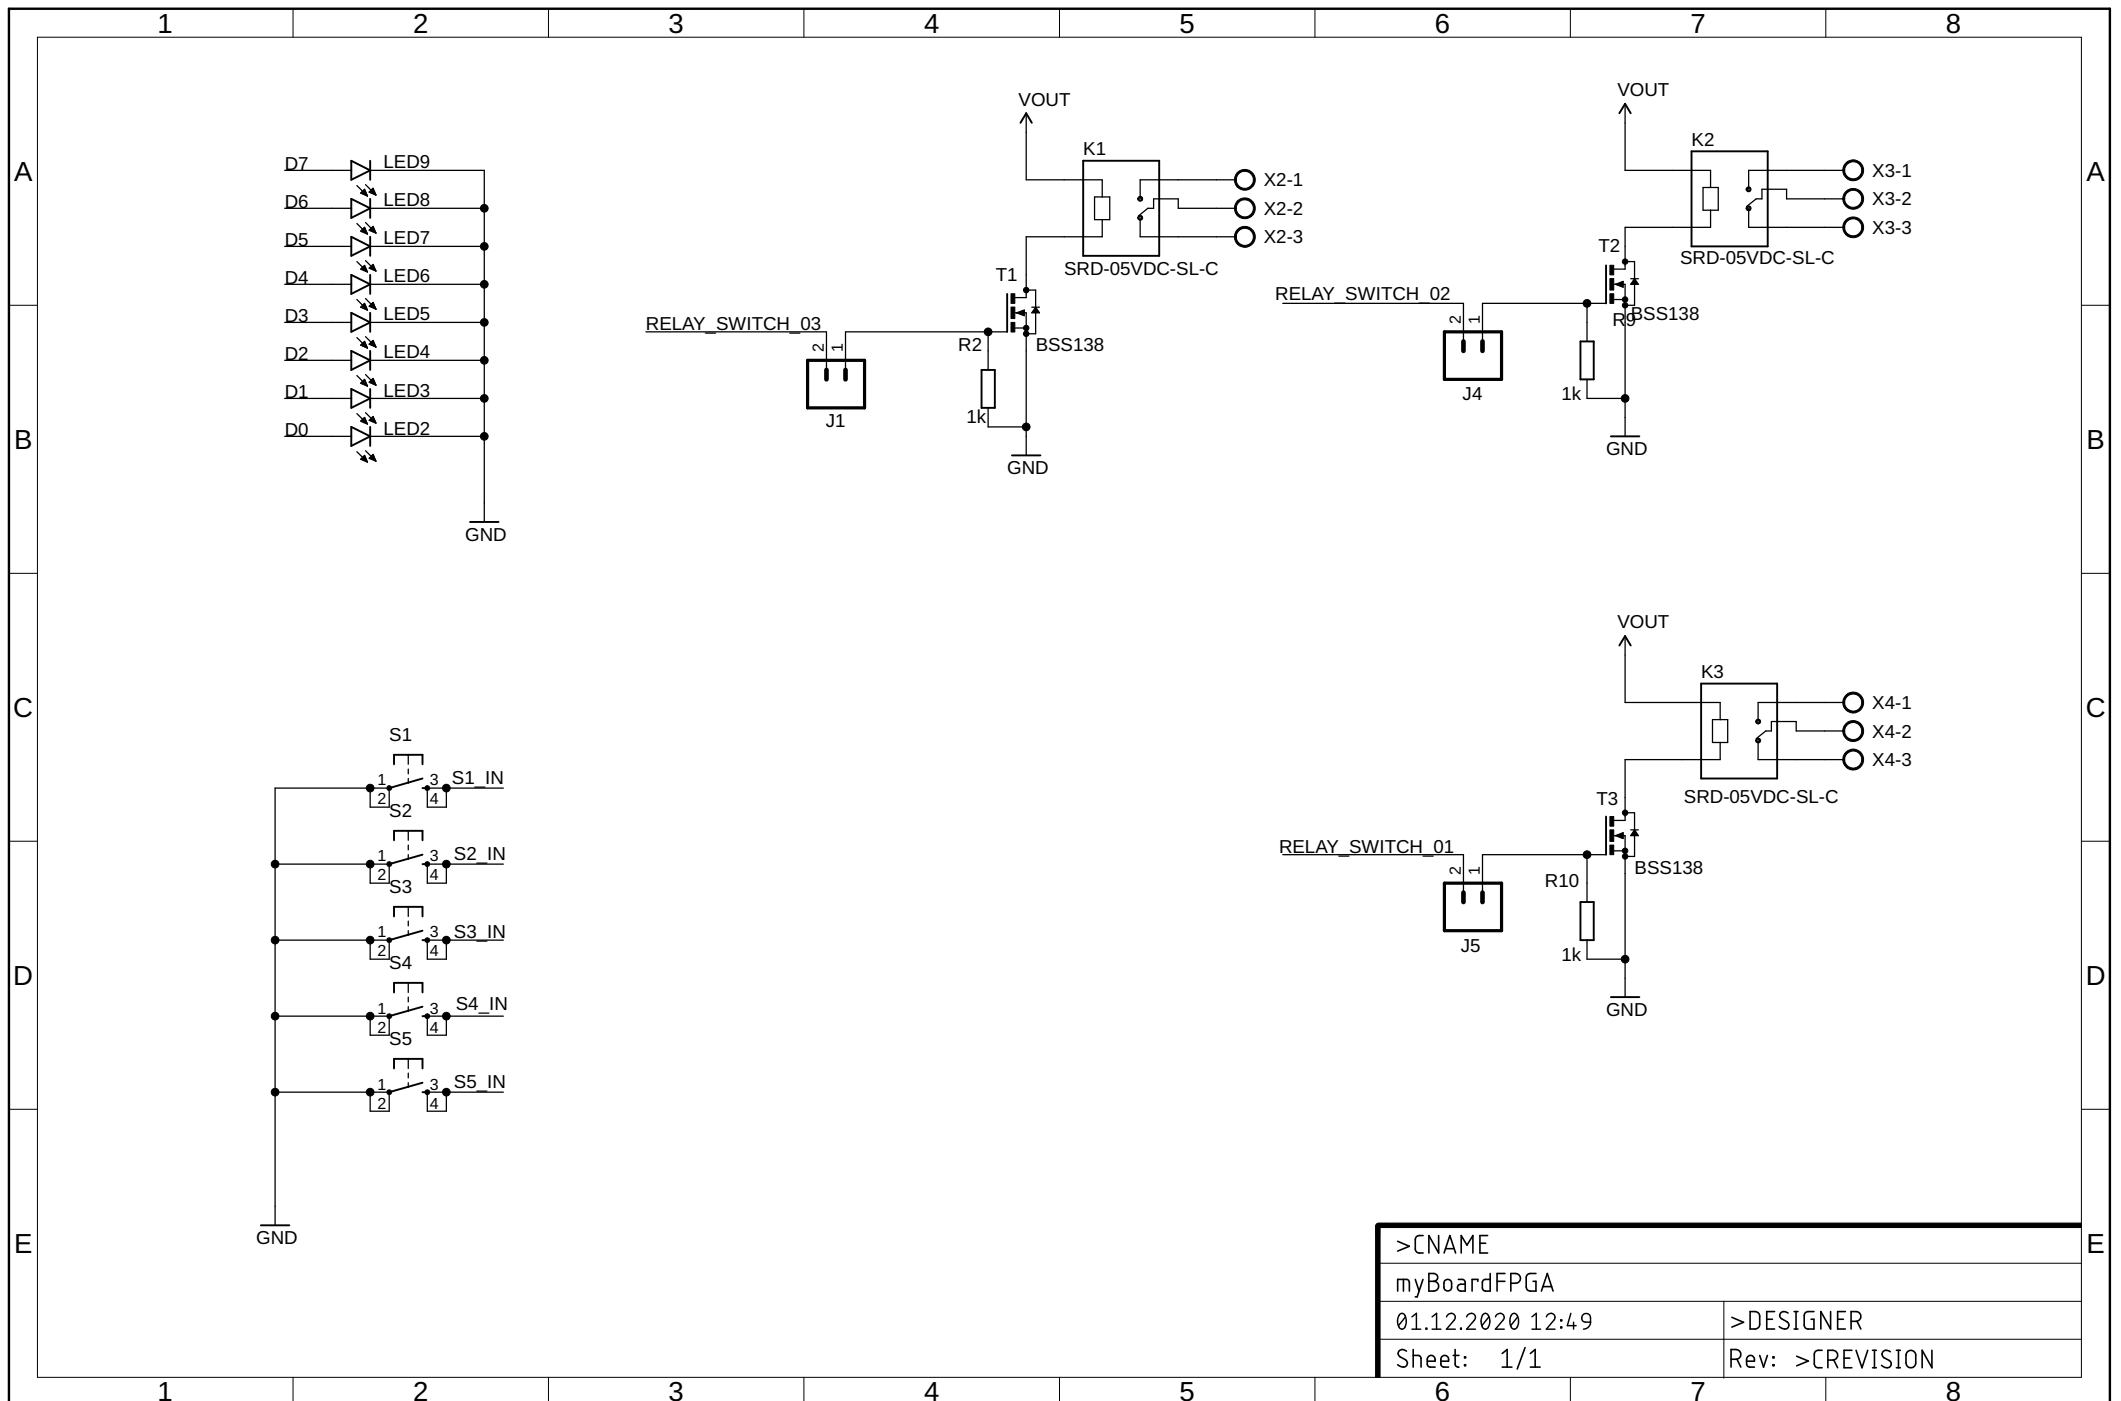 1 2 3 4 5 6 7 8
A
B
C
D
E
D7 LED9
D6 LED8
D5 LED7
D4 LED6
D3 LED5
D2 LED4
D1 LED3
D0 LED2
GND
VOUT
K1
X2-1
X2-2
X2-3
SRD-05VDC-SL-C
T1
RELAY_SWITCH_03
2 1
J1
R2
BSS138
1k
GND
VOUT
K2
X3-1
X3-2
X3-3
SRD-05VDC-SL-C
T2
RELAY_SWITCH_02
2 1
J4
R9
BSS138
1k
GND
S1
1 3 S1_IN
2 4
S2
1 3 S2_IN
2 4
S3
1 3 S3_IN
2 4
S4
1 3 S4_IN
2 4
S5
1 3 S5_IN
2 4
GND
VOUT
K3
X4-1
X4-2
X4-3
SRD-05VDC-SL-C
T3
RELAY_SWITCH_01
2 1
J5
R10
BSS138
1k
GND
A
B
C
D
E
>CNAME
myBoardFPGA
01.12.2020 12:49 >DESIGNER
Sheet: 1/1 Rev: >CREVISION
1 2 3 4 5 6 7 8